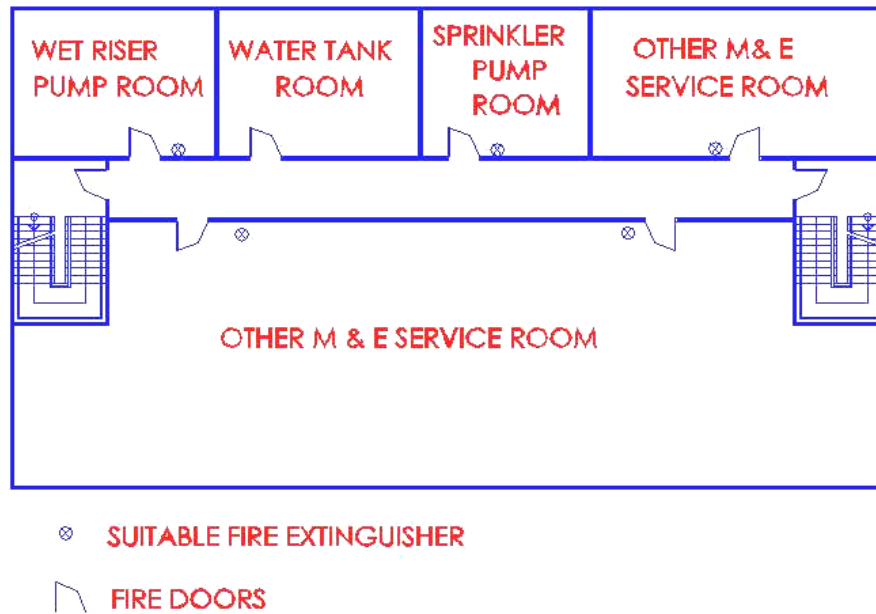 WET RISER
PUMP ROOM
WATER TANK
ROOM
SPRINKLER
PUMP
ROOM
OTHER M& E
SERVICE ROOM
OTHER M & E SERVICE ROOM
SUITABLE FIRE EXTINGUISHER
FIRE DOORS